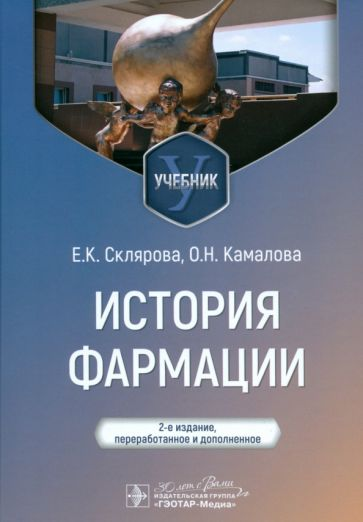 У
УЧЕБНИК
Е.К. Склярова, О.Н. Камалова
ИСТОРИЯ
ФАРМАЦИИ
2-е издание,
переработанное и дополненное
30 лет с Вами
ИЗДАТЕЛЬСКАЯ ГРУППА
«ГЭОТАР-Медиа»